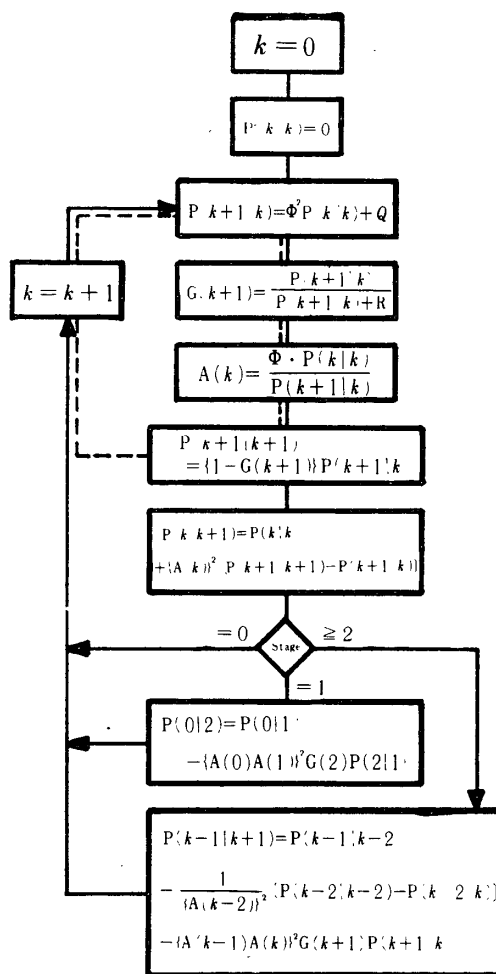 k = 0
P(k k) = 0
P(k+1 k) = Φ²P(k k) + Q
k = k + 1
G(k+1) = P(k+1 k) / P(k+1 k) + R
A(k) = Φ · P(k|k) / P(k+1|k)
P(k+1(k+1)
= {1 − G(k+1)}P(k+1|k
P(k k+1) = P(k|k
+{A(k)}² [P(k+1 k+1) − P(k+1 k)]
= 0
Stage
≧ 2
= 1
P(0|2) = P(0|1)
−{A(0)A(1)}²G(2)P(2|1)
P(k−1|k+1) = P(k−1|k−2
− 1 / {A(k−2)}² [P(k−2|k−2) − P(k−2 k)]
−{A(k−1)A(k)}²G(k+1)P(k+1 k